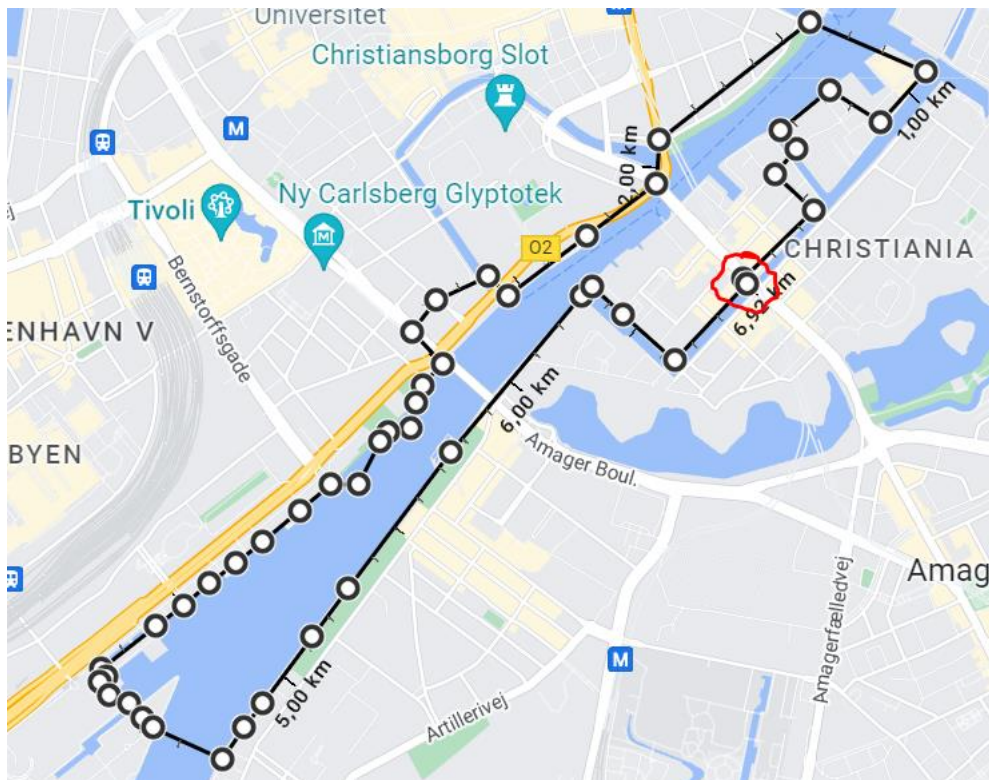 Universitet
Christiansborg Slot
1,00 km
M
2,00 km
Ny Carlsberg Glyptotek
Tivoli
O2
CHRISTIANIA
6,92 km
Bernstorffsgade
ENHAVN V
6,00 km
BYEN
Amager Boul.
Amag
Amagerfælledvej
M
5,00 km
Artillerivej